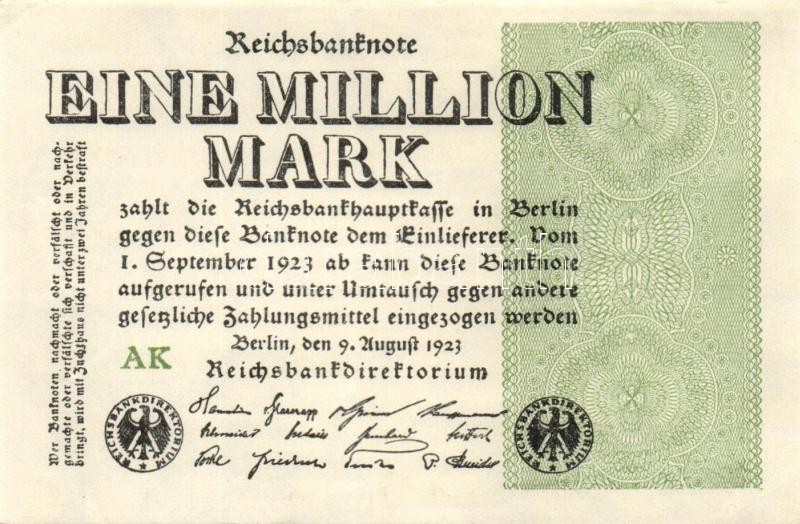 Reichsbanknote
EINE MILLION
MARK
zahlt die Reichsbankhauptkasse in Berlin
gegen diese Banknote dem Einlieferer. Vom
1. September 1923 ab kann diese Banknote
aufgerufen und unter Umtausch gegen andere
gesetzliche Zahlungsmittel eingezogen werden
Berlin, den 9. August 1923
Reichsbankdirektorium
AK
Wer Banknoten nachmacht oder verfälscht oder nach-
gemachte oder verfälschte sich verschafft und in Verkehr
bringt, wird mit Zuchthaus nicht unter zwei Jahren bestraft
REICHSBANKDIREKTORIUM
REICHSBANKDIREKTORIUM